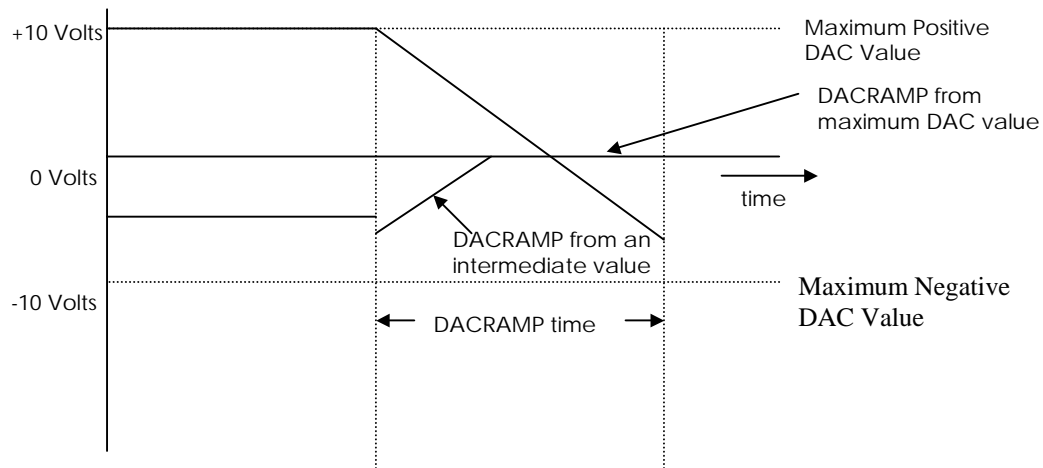 +10 Volts
Maximum Positive
DAC Value
DACRAMP from
maximum DAC value
0 Volts
time
DACRAMP from an
intermediate value
-10 Volts
Maximum Negative
DAC Value
DACRAMP time